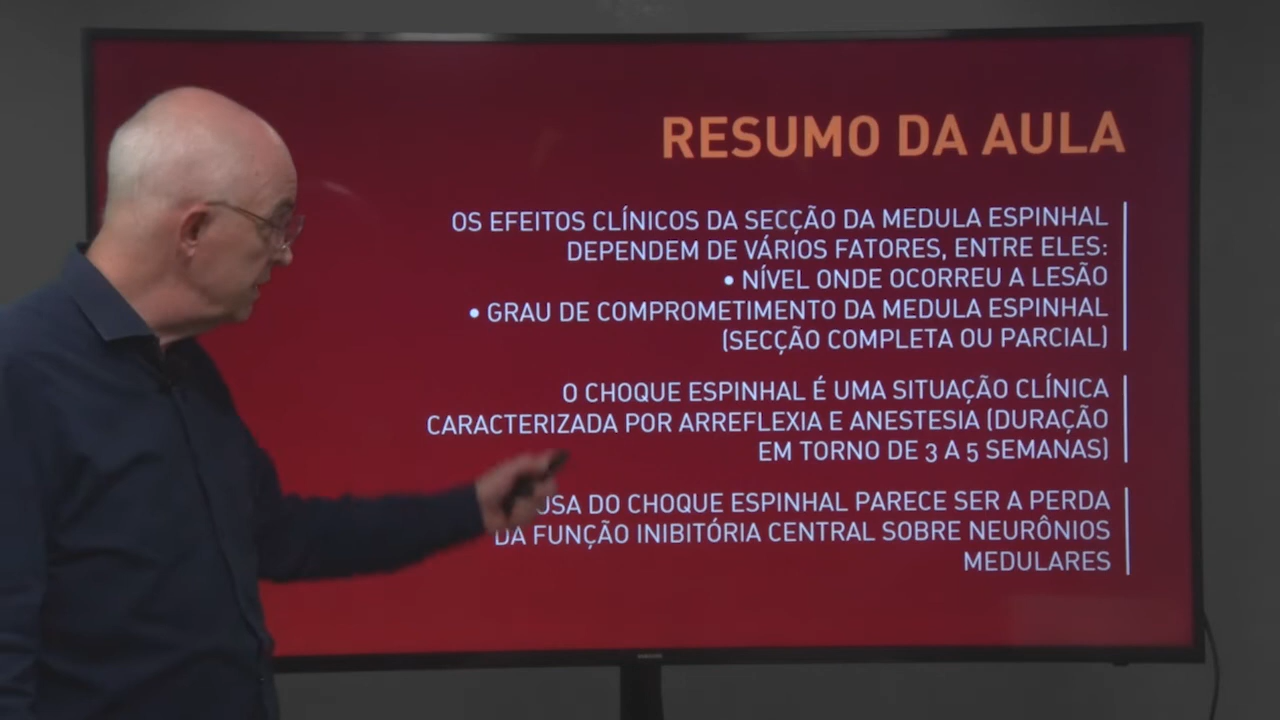 RESUMO DA AULA
OS EFEITOS CLÍNICOS DA SECÇÃO DA MEDULA ESPINHAL
DEPENDEM DE VÁRIOS FATORES, ENTRE ELES:
• NÍVEL ONDE OCORREU A LESÃO
• GRAU DE COMPROMETIMENTO DA MEDULA ESPINHAL
(SECÇÃO COMPLETA OU PARCIAL)
O CHOQUE ESPINHAL É UMA SITUAÇÃO CLÍNICA
CARACTERIZADA POR ARREFLEXIA E ANESTESIA (DURAÇÃO
EM TORNO DE 3 A 5 SEMANAS)
DO CHOQUE ESPINHAL PARECE SER A PERDA
DA FUNÇÃO INIBITÓRIA CENTRAL SOBRE NEURÔNIOS
MEDULARES